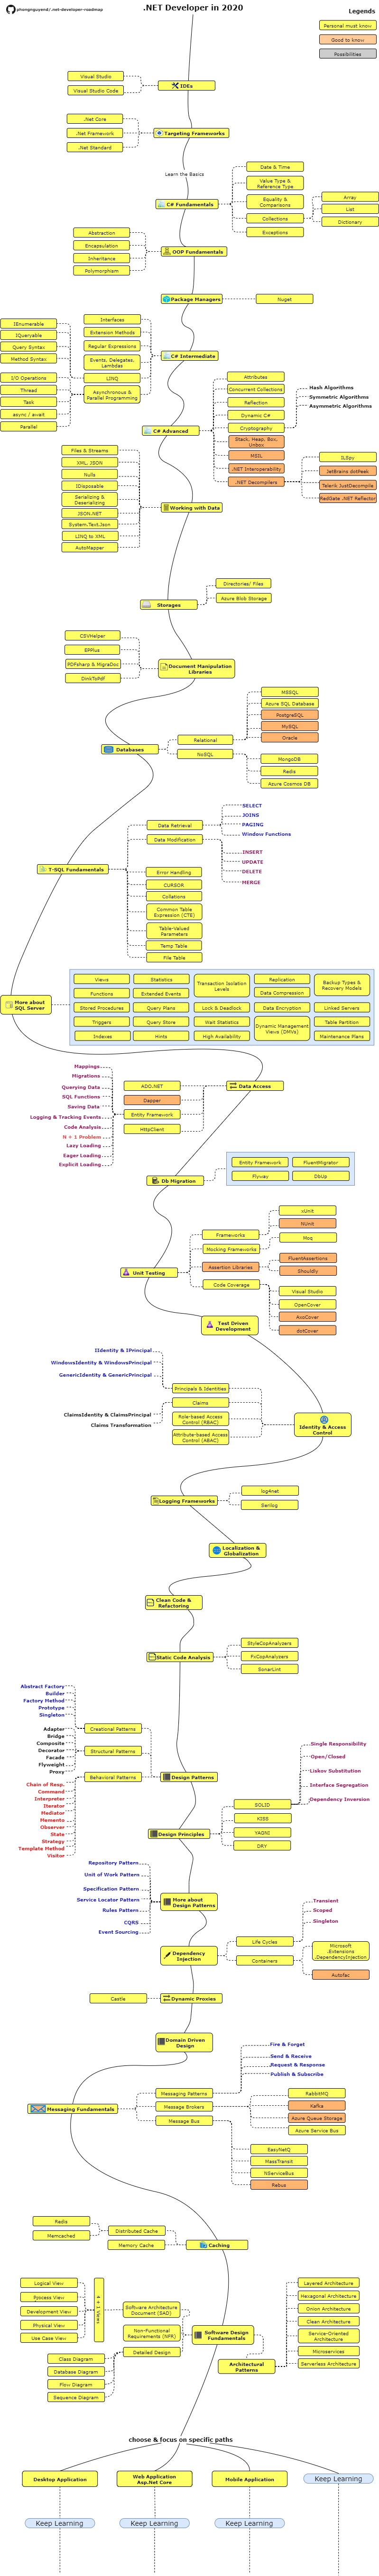 phongnguyend/.net-developer-roadmap
.NET Developer in 2020
Legends
Personal must know
Good to know
Possibilities
Visual Studio
Visual Studio Code
IDEs
.Net Core
.Net Framework
.Net Standard
Targeting Frameworks
Learn the Basics
C# Fundamentals
Date & Time
Value Type &
Reference Type
Equality &
Comparisons
Collections
Exceptions
Array
List
Dictionary
Abstraction
Encapsulation
Inheritance
Polymorphism
OOP Fundamentals
Package Managers
Nuget
Interfaces
Extension Methods
Regular Expressions
Events, Delegates,
Lambdas
LINQ
Asynchronous &
Parallel Programming
IEnumerable
IQueryable
Query Syntax
Method Syntax
I/O Operations
Thread
Task
async / await
Parallel
C# Intermediate
C# Advanced
Attributes
Concurrent Collections
Reflection
Dynamic C#
Cryptography
Stack, Heap, Box,
Unbox
MSIL
.NET Interoperability
.NET Decompilers
Hash Algorithms
Symmetric Algorithms
Asymmetric Algorithms
ILSpy
JetBrains dotPeek
Telerik JustDecompile
RedGate .NET Reflector
Files & Streams
XML, JSON
Nulls
IDisposable
Serializing &
Deserializing
JSON.NET
System.Text.Json
LINQ to XML
AutoMapper
Working with Data
Storages
Directories/ Files
Azure Blob Storage
CSVHelper
EPPlus
PDFsharp & MigraDoc
DinkToPdf
Document Manipulation
Libraries
Databases
Relational
NoSQL
MSSQL
Azure SQL Database
PostgreSQL
MySQL
Oracle
MongoDB
Redis
Azure Cosmos DB
T-SQL Fundamentals
Data Retrieval
Data Modification
Error Handling
CURSOR
Collations
Common Table
Expression (CTE)
Table-Valued
Parameters
Temp Table
File Table
SELECT
JOINS
PAGING
Window Functions
INSERT
UPDATE
DELETE
MERGE
More about
SQL Server
Views
Functions
Stored Procedures
Triggers
Indexes
Statistics
Extended Events
Query Plans
Query Store
Hints
Transaction Isolation
Levels
Lock & Deadlock
Wait Statistics
High Availability
Replication
Data Compression
Data Encryption
Dynamic Management
Views (DMVs)
Backup Types &
Recovery Models
Linked Servers
Table Partition
Maintenance Plans
Data Access
ADO.NET
Dapper
Entity Framework
HttpClient
Mappings
Migrations
Querying Data
SQL Functions
Saving Data
Logging & Tracking Events
Code Analysis
N + 1 Problem
Lazy Loading
Eager Loading
Explicit Loading
Db Migration
Entity Framework
FluentMigrator
Flyway
DbUp
Unit Testing
Frameworks
Mocking Frameworks
Assertion Libraries
Code Coverage
xUnit
NUnit
Moq
FluentAssertions
Shouldly
Visual Studio
OpenCover
AxoCover
dotCover
Test Driven
Development
IIdentity & IPrincipal
WindowsIdentity & WindowsPrincipal
GenericIdentity & GenericPrincipal
ClaimsIdentity & ClaimsPrincipal
Claims Transformation
Principals & Identities
Claims
Role-based Access
Control (RBAC)
Attribute-based Access
Control (ABAC)
Identity & Access
Control
Logging Frameworks
log4net
Serilog
Localization &
Globalization
Clean Code &
Refactoring
Static Code Analysis
StyleCopAnalyzers
FxCopAnalyzers
SonarLint
Abstract Factory
Builder
Factory Method
Prototype
Singleton
Adapter
Bridge
Composite
Decorator
Facade
Flyweight
Proxy
Chain of Resp.
Command
Interpreter
Iterator
Mediator
Memento
Observer
State
Strategy
Template Method
Visitor
Creational Patterns
Structural Patterns
Behavioral Patterns
Design Patterns
Design Principles
SOLID
KISS
YAGNI
DRY
Single Responsibility
Open/Closed
Liskov Substitution
Interface Segregation
Dependency Inversion
Repository Pattern
Unit of Work Pattern
Specification Pattern
Service Locator Pattern
Rules Pattern
CQRS
Event Sourcing
More about
Design Patterns
Dependency
Injection
Life Cycles
Containers
Transient
Scoped
Singleton
Microsoft
.Extensions
.DependencyInjection
Autofac
Castle
Dynamic Proxies
Domain Driven
Design
Messaging Fundamentals
Messaging Patterns
Message Brokers
Message Bus
Fire & Forget
Send & Receive
Request & Response
Publish & Subscribe
RabbitMQ
Kafka
Azure Queue Storage
Azure Service Bus
EasyNetQ
MassTransit
NServiceBus
Rebus
Redis
Memcached
Distributed Cache
Memory Cache
Caching
Logical View
Process View
Development View
Physical View
Use Case View
4 + 1 Views
Software Architecture
Document (SAD)
Non-Functional
Requirements (NFR)
Detailed Design
Class Diagram
Database Diagram
Flow Diagram
Sequence Diagram
Software Design
Fundamentals
Architectural
Patterns
Layered Architecture
Hexagonal Architecture
Onion Architecture
Clean Architecture
Service-Oriented
Architecture
Microservices
Serverless Architecture
choose & focus on specific paths
Desktop Application
Web Application
Asp.Net Core
Mobile Application
Keep Learning
Keep Learning
Keep Learning
Keep Learning